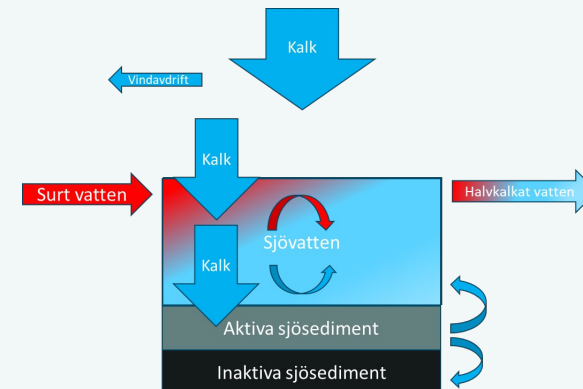 Kalk
Vindavdrift
Kalk
Surt vatten
Halvkalkat vatten
Sjövatten
Kalk
Aktiva sjösediment
Inaktiva sjösediment